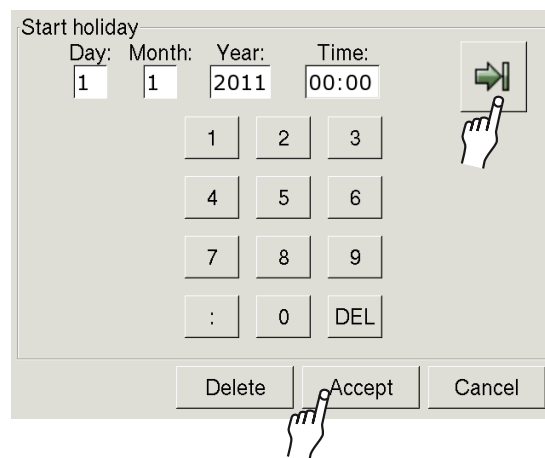 Start holiday
Day: Month: Year: Time:
1 1 2011 00:00
1 2 3
4 5 6
7 8 9
: 0 DEL
Delete Accept Cancel